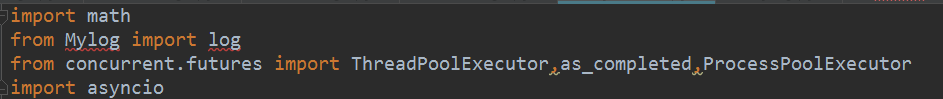 import math
from Mylog import log
from concurrent.futures import ThreadPoolExecutor,as_completed,ProcessPoolExecutor
import asyncio